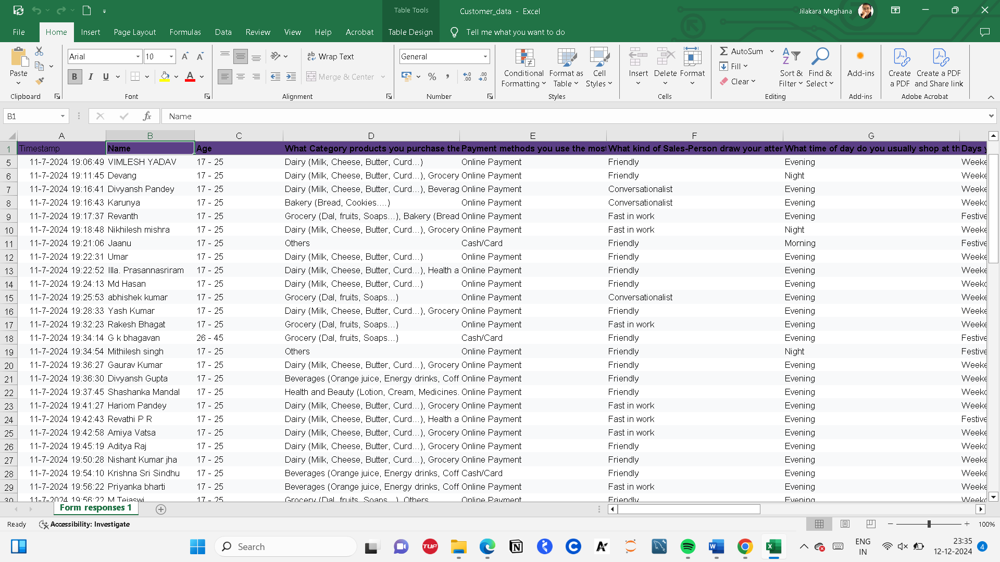 Table Tools
Customer_data - Excel
Jilakara Meghana
File Home Insert Page Layout Formulas Data Review View Help Acrobat Table Design Tell me what you want to do
Paste
Clipboard
Arial 10
B I U
Font
Wrap Text
Merge & Center
Alignment
General
Number
Conditional Formatting
Format as Table
Cell Styles
Styles
Insert Delete Format
Cells
AutoSum
Fill
Clear
Sort & Filter
Find & Select
Editing
Add-ins
Add-ins
Create a PDF
Create a PDF and Share link
Adobe Acrobat
B1 fx Name
A B C D E F G
1 Timestamp Name Age What Category products you purchase the Payment methods you use the most What kind of Sales-Person draw your atter What time of day do you usually shop at th Days y
5 11-7-2024 19:06:49 VIMLESH YADAV 17 - 25 Dairy (Milk, Cheese, Butter, Curd...) Online Payment Friendly Evening Weeke
6 11-7-2024 19:11:45 Devang 17 - 25 Dairy (Milk, Cheese, Butter, Curd...), Grocery Online Payment Friendly Night Weeke
7 11-7-2024 19:16:41 Divyansh Pandey 17 - 25 Dairy (Milk, Cheese, Butter, Curd...), Beverag Online Payment Conversationalist Evening Weeke
8 11-7-2024 19:16:43 Karunya 17 - 25 Bakery (Bread, Cookies....) Online Payment Conversationalist Evening Weekd
9 11-7-2024 19:17:37 Revanth 17 - 25 Grocery (Dal, fruits, Soaps...), Bakery (Bread Online Payment Fast in work Evening Festive
10 11-7-2024 19:18:48 Nikhilesh mishra 17 - 25 Dairy (Milk, Cheese, Butter, Curd...), Grocery Online Payment Fast in work Night Weeke
11 11-7-2024 19:21:06 Jaanu 17 - 25 Others Cash/Card Friendly Morning Festive
12 11-7-2024 19:22:31 Umar 17 - 25 Dairy (Milk, Cheese, Butter, Curd...) Online Payment Friendly Evening Weeke
13 11-7-2024 19:22:52 Illa. Prasannasriram 17 - 25 Dairy (Milk, Cheese, Butter, Curd...), Health a Online Payment Friendly Evening Weeke
14 11-7-2024 19:24:13 Md Hasan 17 - 25 Dairy (Milk, Cheese, Butter, Curd...) Online Payment Friendly Evening Weekd
15 11-7-2024 19:25:53 abhishek kumar 17 - 25 Grocery (Dal, fruits, Soaps...) Online Payment Conversationalist Evening Weeke
16 11-7-2024 19:28:33 Yash Kumar 17 - 25 Dairy (Milk, Cheese, Butter, Curd...), Grocery Online Payment Friendly Evening Weeke
17 11-7-2024 19:32:23 Rakesh Bhagat 17 - 25 Grocery (Dal, fruits, Soaps...) Online Payment Fast in work Evening Weeke
18 11-7-2024 19:34:14 G k bhagavan 26 - 45 Grocery (Dal, fruits, Soaps...) Cash/Card Friendly Evening Festive
19 11-7-2024 19:34:54 Mithilesh singh 17 - 25 Others Online Payment Friendly Night Festive
20 11-7-2024 19:36:27 Gaurav Kumar 17 - 25 Dairy (Milk, Cheese, Butter, Curd...), Grocery Online Payment Friendly Evening Weeke
21 11-7-2024 19:36:30 Divyansh Gupta 17 - 25 Beverages (Orange juice, Energy drinks, Coff Online Payment Friendly Evening Weeke
22 11-7-2024 19:37:45 Shashanka Mandal 17 - 25 Health and Beauty (Lotion, Cream, Medicines. Online Payment Friendly Evening Weekd
23 11-7-2024 19:41:27 Hariom Pandey 17 - 25 Dairy (Milk, Cheese, Butter, Curd...), Grocery Online Payment Fast in work Evening Weeke
24 11-7-2024 19:42:43 Revathi P R 17 - 25 Dairy (Milk, Cheese, Butter, Curd...), Health a Online Payment Fast in work Evening Festive
25 11-7-2024 19:42:58 Amiya Vatsa 17 - 25 Dairy (Milk, Cheese, Butter, Curd...), Grocery Online Payment Fast in work Evening Weeke
26 11-7-2024 19:45:19 Aditya Raj 17 - 25 Dairy (Milk, Cheese, Butter, Curd...), Grocery Online Payment Friendly Evening Weekd
27 11-7-2024 19:50:28 Nishant Kumar jha 17 - 25 Dairy (Milk, Cheese, Butter, Curd...), Grocery Online Payment Friendly Evening Weeke
28 11-7-2024 19:54:10 Krishna Sri Sindhu 17 - 25 Beverages (Orange juice, Energy drinks, Coff Cash/Card Friendly Evening Weeke
29 11-7-2024 19:56:22 Priyanka bharti 17 - 25 Beverages (Orange juice, Energy drinks, Coff Online Payment Fast in work Evening Weeke
30 11-7-2024 19:56:22 M Tejaswi 17 - 25 Grocery (Dal, fruits, Soaps...), Others Online Payment Friendly Evening Weeke
Form responses 1
Ready Accessibility: Investigate 100%
Search TUF ENG IN 23:35 12-12-2024 4